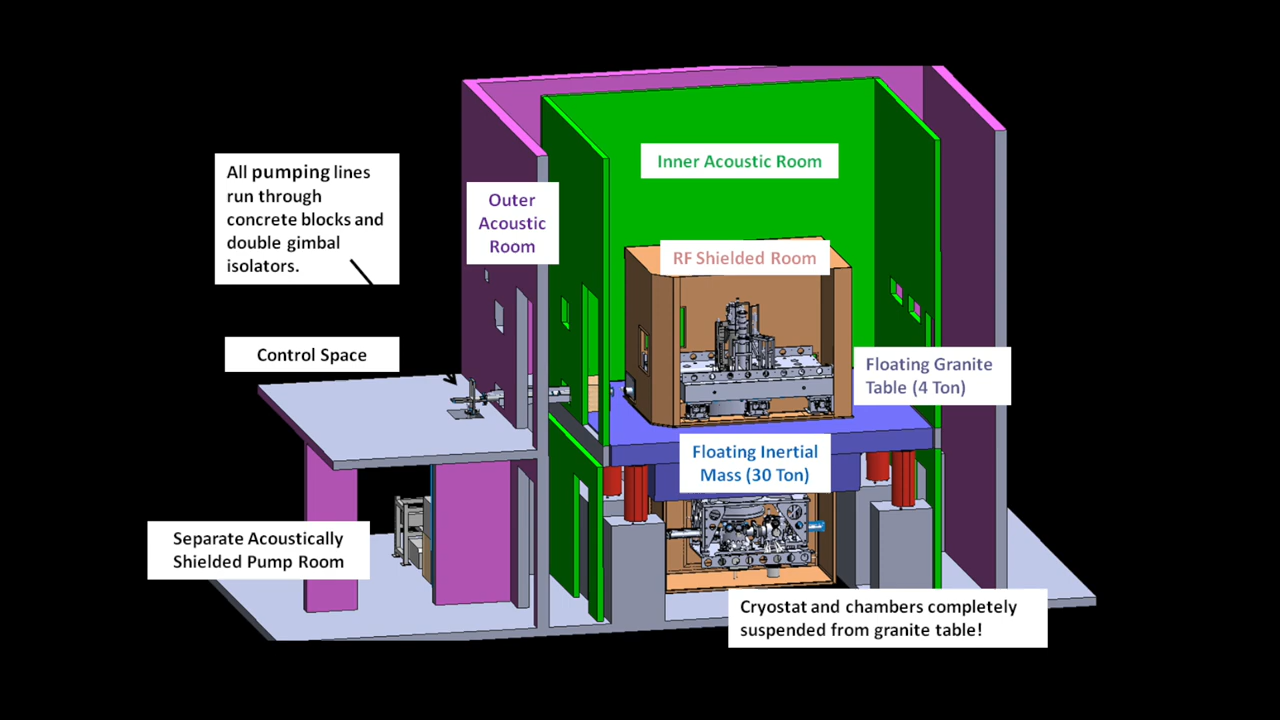 All pumping lines
run through
concrete blocks and
double gimbal
isolators.
Outer
Acoustic
Room
Inner Acoustic Room
RF Shielded Room
Control Space
Floating Granite
Table (4 Ton)
Floating Inertial
Mass (30 Ton)
Separate Acoustically
Shielded Pump Room
Cryostat and chambers completely
suspended from granite table!